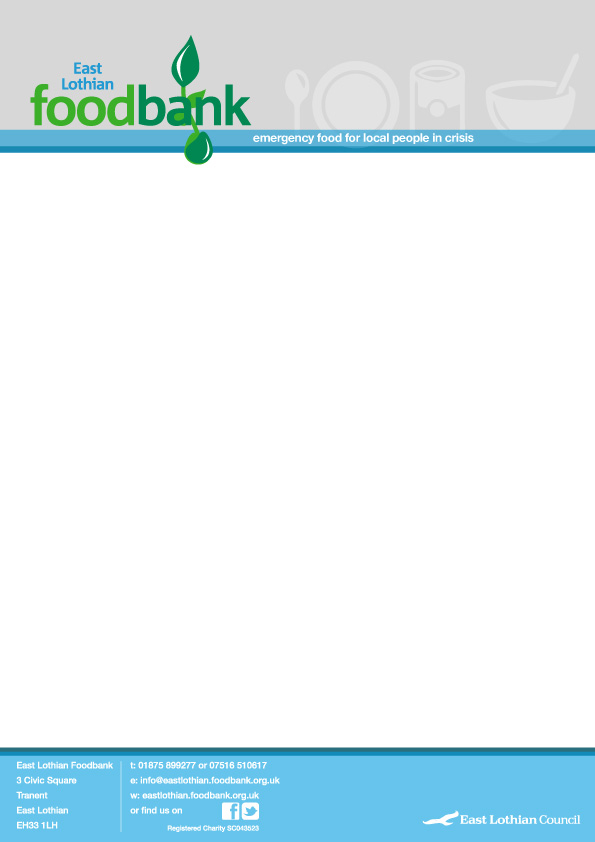 East
Lothian
foodbank
emergency food for local people in crisis
East Lothian Foodbank
3 Civic Square
Tranent
East Lothian
EH33 1LH
t: 01875 899277 or 07516 510617
e: info@eastlothian.foodbank.org.uk
w: eastlothian.foodbank.org.uk
or find us on
Registered Charity SC043523
East Lothian Council